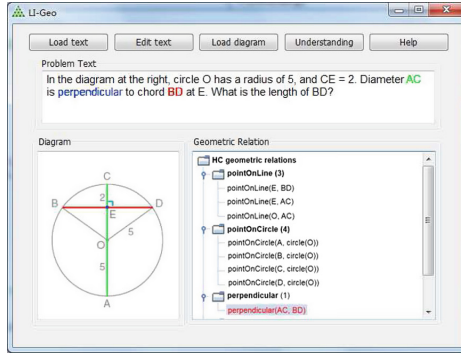 LI-Geo
Load text
Edit text
Load diagram
Understanding
Help
Problem Text
In the diagram at the right, circle O has a radius of 5, and CE = 2. Diameter AC
is perpendicular to chord BD at E. What is the length of BD?
Diagram
C
2
B
D
E
O
5
5
A
Geometric Relation
HC geometric relations
pointOnLine (3)
pointOnLine(E, BD)
pointOnLine(E, AC)
pointOnLine(O, AC)
pointOnCircle (4)
pointOnCircle(A, circle(O))
pointOnCircle(B, circle(O))
pointOnCircle(C, circle(O))
pointOnCircle(D, circle(O))
perpendicular (1)
perpendicular(AC, BD)